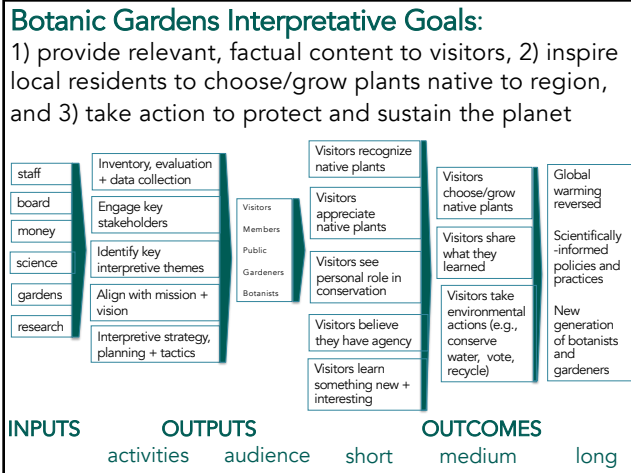 Botanic Gardens Interpretative Goals:
1) provide relevant, factual content to visitors, 2) inspire
local residents to choose/grow plants native to region,
and 3) take action to protect and sustain the planet
staff
board
money
science
gardens
research
Inventory, evaluation
+ data collection
Engage key
stakeholders
Identify key
interpretive themes
Align with mission +
vision
Interpretive strategy,
planning + tactics
Visitors
Members
Public
Gardeners
Botanists
Visitors recognize
native plants
Visitors
appreciate
native plants
Visitors see
personal role in
conservation
Visitors believe
they have agency
Visitors learn
something new +
interesting
Visitors
choose/grow
native plants
Visitors share
what they
learned
Visitors take
environmental
actions (e.g.,
conserve
water, vote,
recycle)
Global
warming
reversed
Scientifically
-informed
policies and
practices
New
generation
of botanists
and
gardeners
INPUTS OUTPUTS OUTCOMES
activities audience short medium long